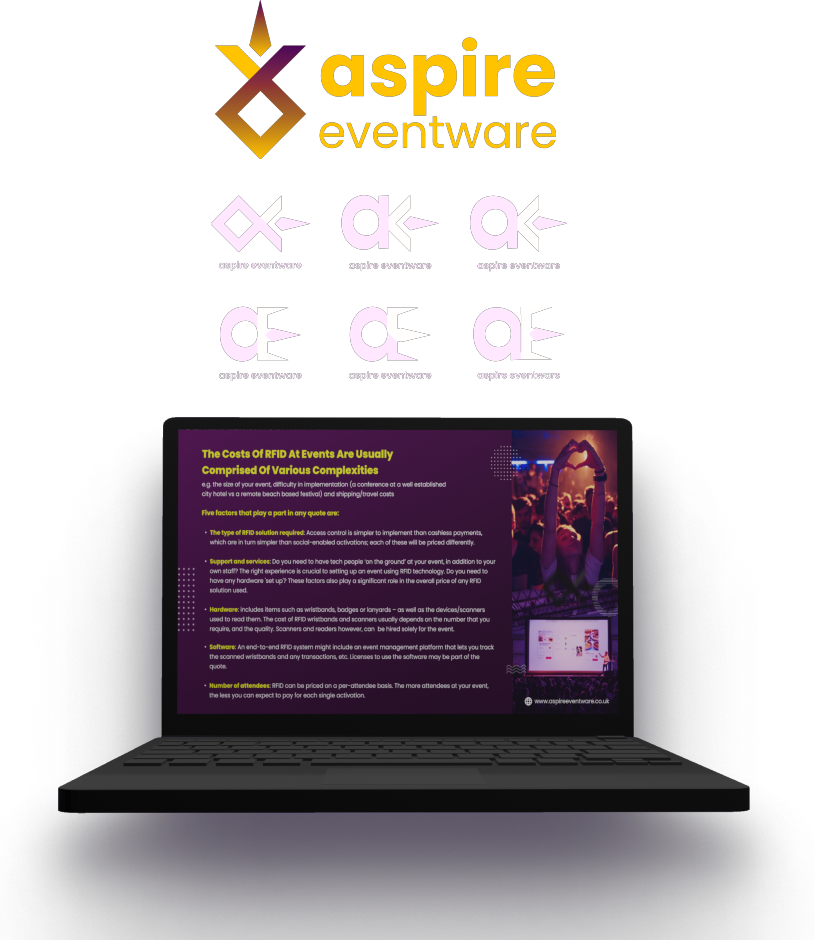 aspire
eventware
aspire eventware
aspire eventware
aspire eventware
aspire eventware
aspire eventware
aspire eventware
The Costs Of RFID At Events Are Usually
Comprised Of Various Complexities
e.g. the size of your event, difficulty in implementation (a conference at a well established
city hotel vs a remote beach based festival) and shipping/travel costs
Five factors that play a part in any quote are:
• The type of RFID solution required: Access control is simpler to implement than cashless payments,
which are in turn simpler than social-enabled activations; each of these will be priced differently.
• Support and services: Do you need to have tech people 'on the ground' at your event, in addition to your
own staff? The right experience is crucial to setting up an event using RFID technology. Do you need to
have any hardware 'set up'? These factors also play a significant role in the overall price of any RFID
solution used.
• Hardware: Includes items such as wristbands, badges or lanyards – as well as the devices/scanners
used to read them. The cost of RFID wristbands and scanners usually depends on the number that you
require, and the quality. Scanners and readers however, can be hired solely for the event.
• Software: An end-to-end RFID system might include an event management platform that lets you track
the scanned wristbands and any transactions, etc. Licenses to use the software may be part of the
quote.
• Number of attendees: RFID can be priced on a per-attendee basis. The more attendees at your event,
the less you can expect to pay for each single activation.
www.aspireeventware.co.uk